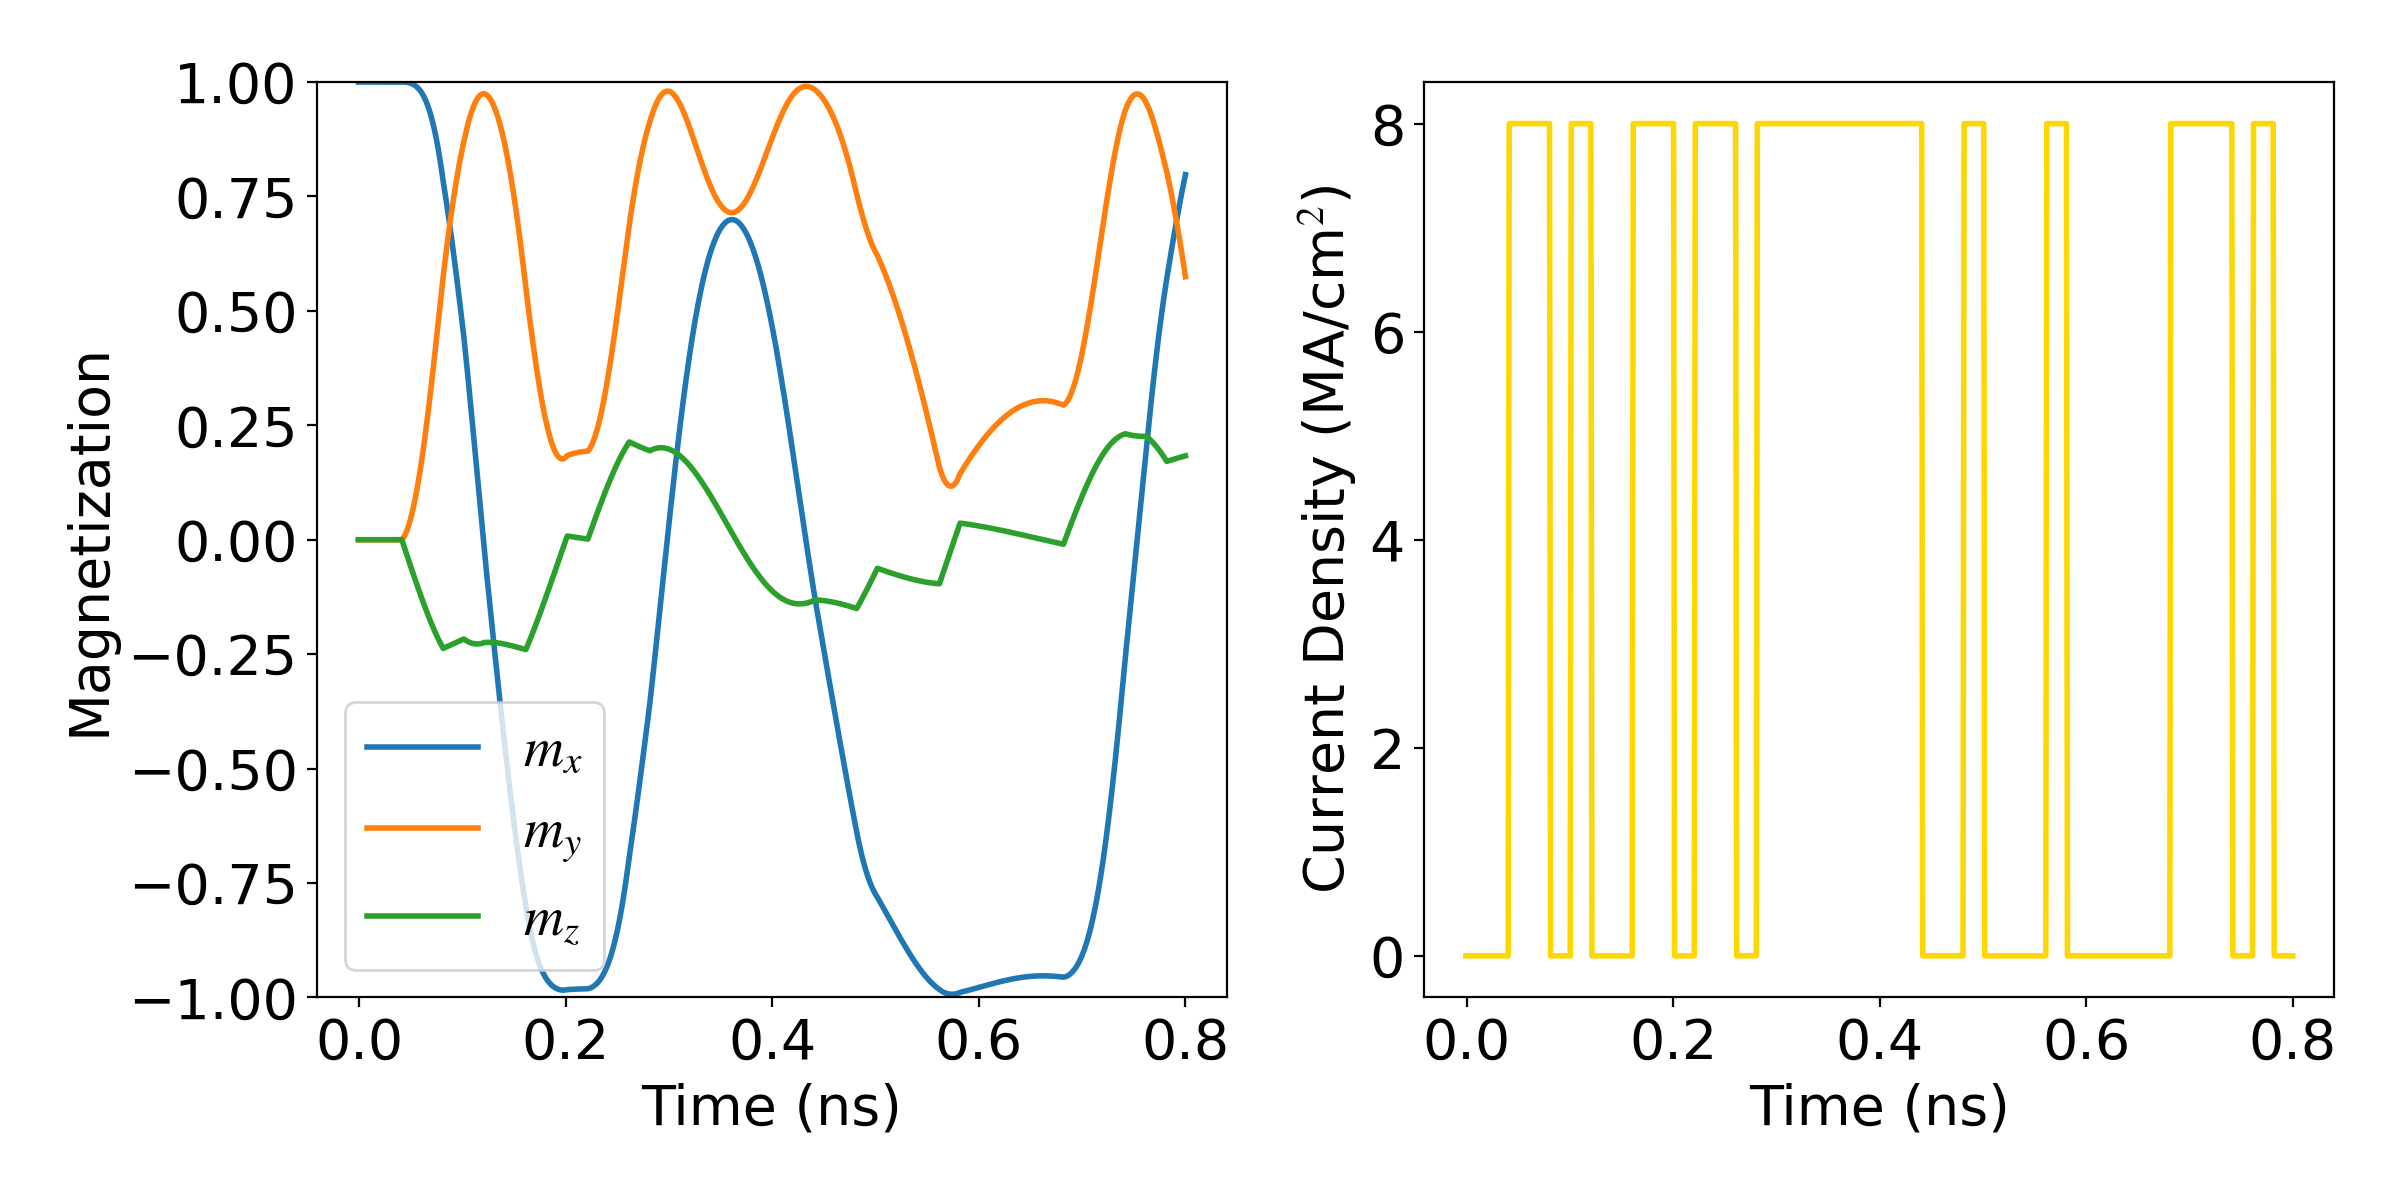 Magnetization
1.00
0.75
0.50
0.25
0.00
−0.25
−0.50
−0.75
−1.00
m_x
m_y
m_z
0.0 0.2 0.4 0.6 0.8
Time (ns)
Current Density (MA/cm²)
8
6
4
2
0
0.0 0.2 0.4 0.6 0.8
Time (ns)